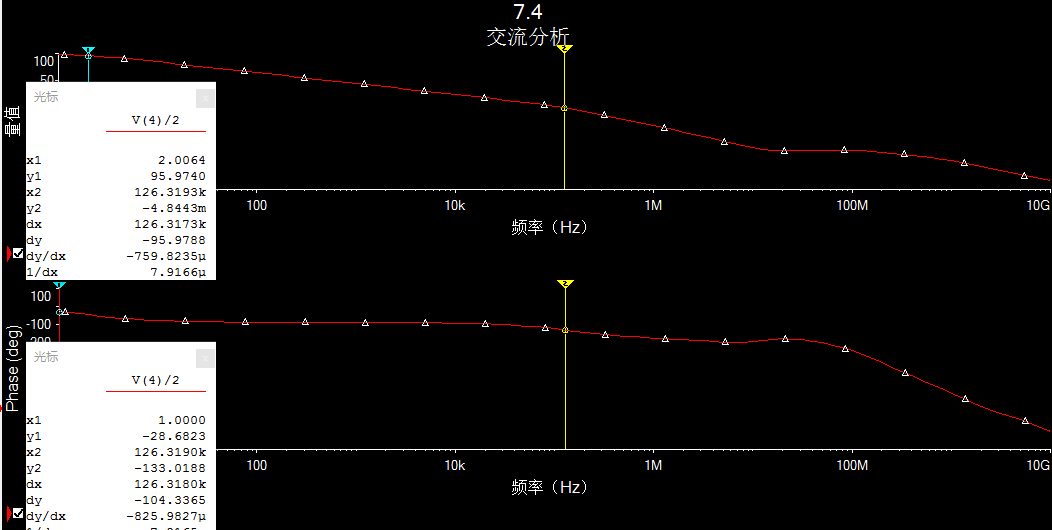 7.4
交流分析
100
50
量值
光标
x
V(4)/2
x1 2.0064
y1 95.9740
x2 126.3193k
y2 -4.8443m
dx 126.3173k
dy -95.9788
dy/dx -759.8235µ
1/dx 7.9166µ
1
2
100 10k 1M 100M 10G
频率（Hz）
1
2
100
-100
Phase (deg)
光标
x
V(4)/2
x1 1.0000
y1 -28.6823
x2 126.3190k
y2 -133.0188
dx 126.3180k
dy -104.3365
dy/dx -825.9827µ
100 10k 1M 100M 10G
频率（Hz）